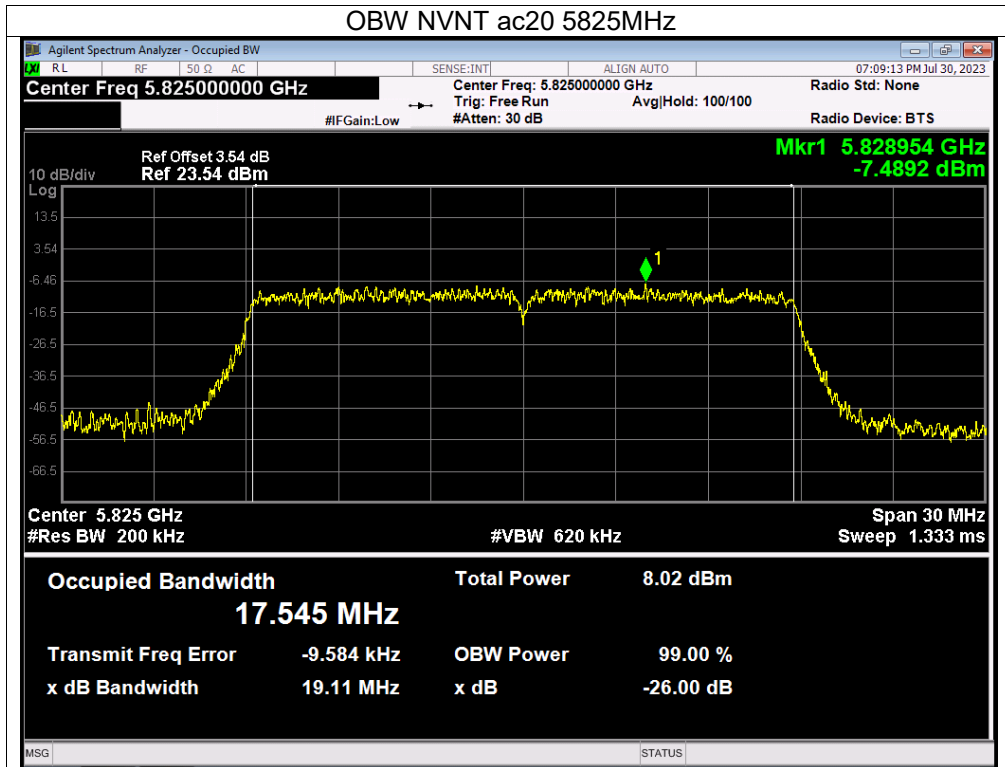 OBW NVNT ac20 5825MHz
Agilent Spectrum Analyzer - Occupied BW
LXI RL RF 50 Ω AC SENSE:INT ALIGN AUTO 07:09:13 PM Jul 30, 2023
Center Freq 5.825000000 GHz Center Freq: 5.825000000 GHz Radio Std: None
Trig: Free Run Avg|Hold: 100/100
#IFGain:Low #Atten: 30 dB Radio Device: BTS
Ref Offset 3.54 dB Mkr1 5.828954 GHz
10 dB/div Ref 23.54 dBm -7.4892 dBm
Log
13.5
3.54
1
-6.46
-16.5
-26.5
-36.5
-46.5
-56.5
-66.5
Center 5.825 GHz Span 30 MHz
#Res BW 200 kHz #VBW 620 kHz Sweep 1.333 ms
Occupied Bandwidth Total Power 8.02 dBm
17.545 MHz
Transmit Freq Error -9.584 kHz OBW Power 99.00 %
x dB Bandwidth 19.11 MHz x dB -26.00 dB
MSG STATUS